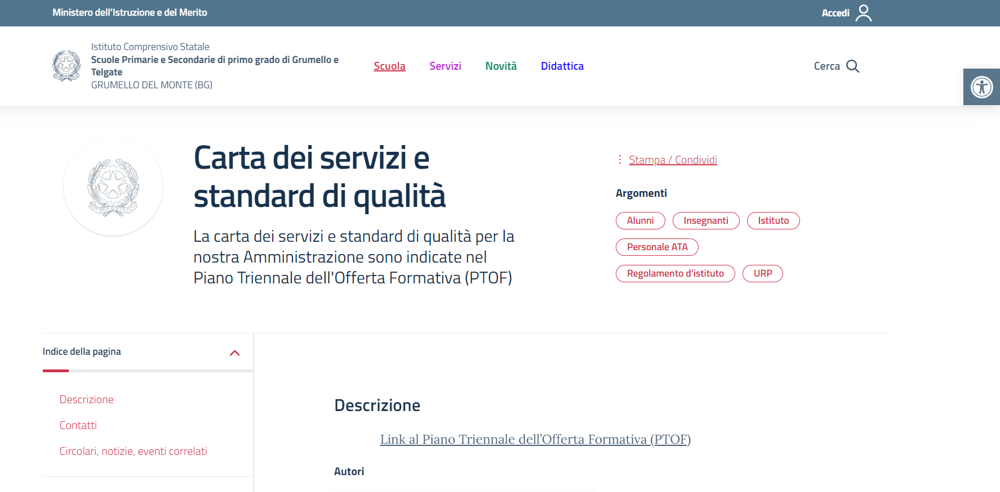 Ministero dell'Istruzione e del Merito
Accedi
Istituto Comprensivo Statale
Scuole Primarie e Secondarie di primo grado di Grumello e
Telgate
GRUMELLO DEL MONTE (BG)
Scuola
Servizi
Novità
Didattica
Cerca
Carta dei servizi e
standard di qualità
La carta dei servizi e standard di qualità per la
nostra Amministrazione sono indicate nel
Piano Triennale dell'Offerta Formativa (PTOF)
Stampa / Condividi
Argomenti
Alunni
Insegnanti
Istituto
Personale ATA
Regolamento d'istituto
URP
Indice della pagina
Descrizione
Contatti
Circolari, notizie, eventi correlati
Descrizione
Link al Piano Triennale dell’Offerta Formativa (PTOF)
Autori